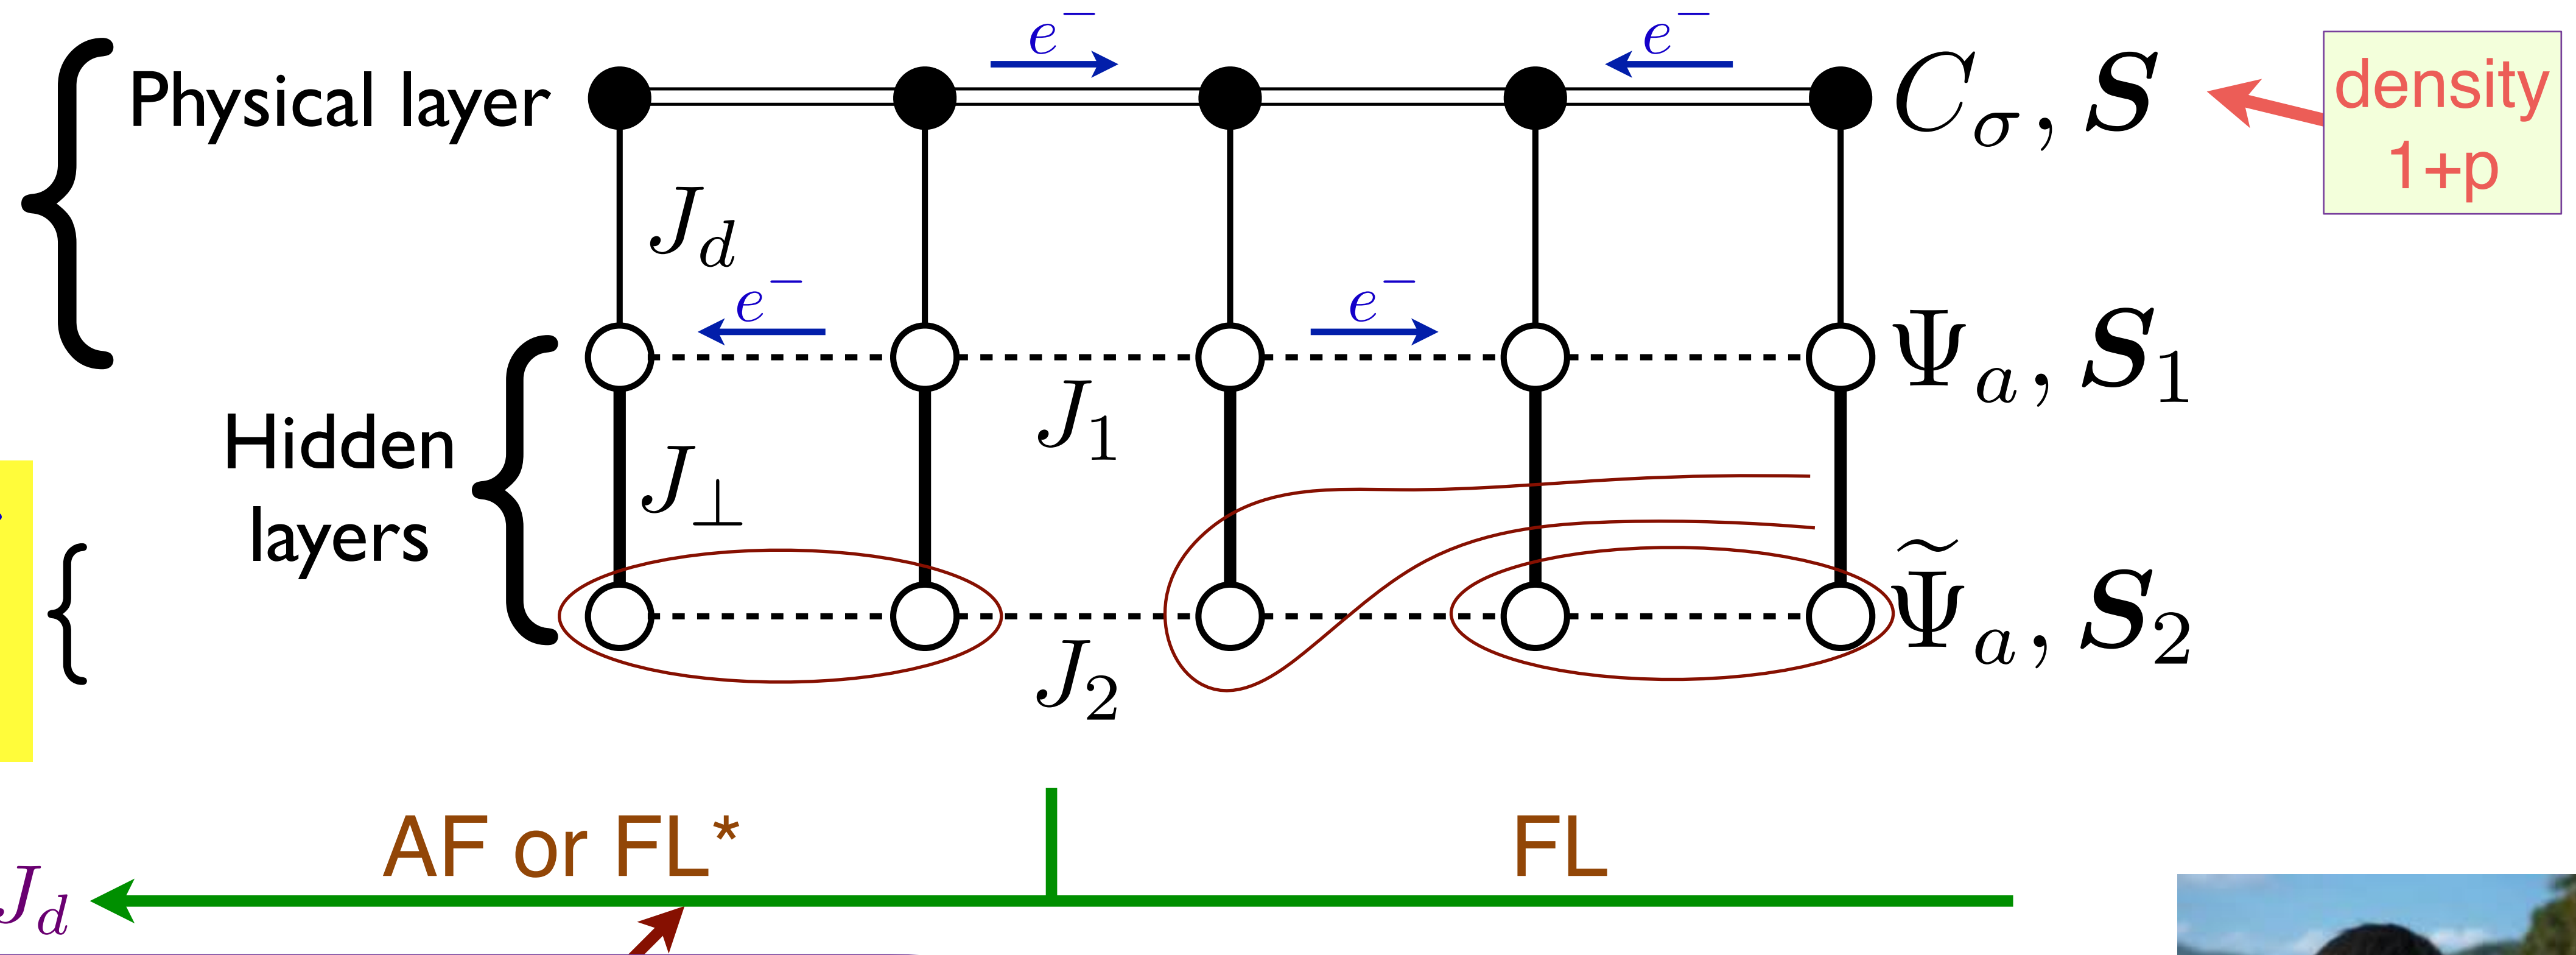 e⁻ e⁻
Physical layer
C_σ, S
density
1+p
J_d
e⁻ e⁻
Ψ_a, S_1
J_1
Hidden
layers
J_⊥
Ψ̃_a, S_2
J_2
AF or FL*
FL
J_d